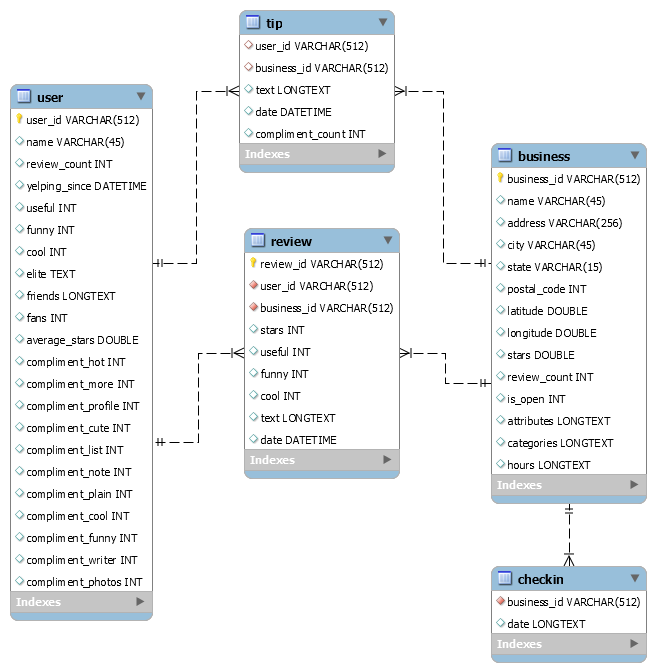 tip
user_id VARCHAR(512)
business_id VARCHAR(512)
text LONGTEXT
date DATETIME
compliment_count INT
Indexes
user
user_id VARCHAR(512)
name VARCHAR(45)
review_count INT
yelping_since DATETIME
useful INT
funny INT
cool INT
elite TEXT
friends LONGTEXT
fans INT
average_stars DOUBLE
compliment_hot INT
compliment_more INT
compliment_profile INT
compliment_cute INT
compliment_list INT
compliment_note INT
compliment_plain INT
compliment_cool INT
compliment_funny INT
compliment_writer INT
compliment_photos INT
Indexes
review
review_id VARCHAR(512)
user_id VARCHAR(512)
business_id VARCHAR(512)
stars INT
useful INT
funny INT
cool INT
text LONGTEXT
date DATETIME
Indexes
business
business_id VARCHAR(512)
name VARCHAR(45)
address VARCHAR(256)
city VARCHAR(45)
state VARCHAR(15)
postal_code INT
latitude DOUBLE
longitude DOUBLE
stars DOUBLE
review_count INT
is_open INT
attributes LONGTEXT
categories LONGTEXT
hours LONGTEXT
Indexes
checkin
business_id VARCHAR(512)
date LONGTEXT
Indexes